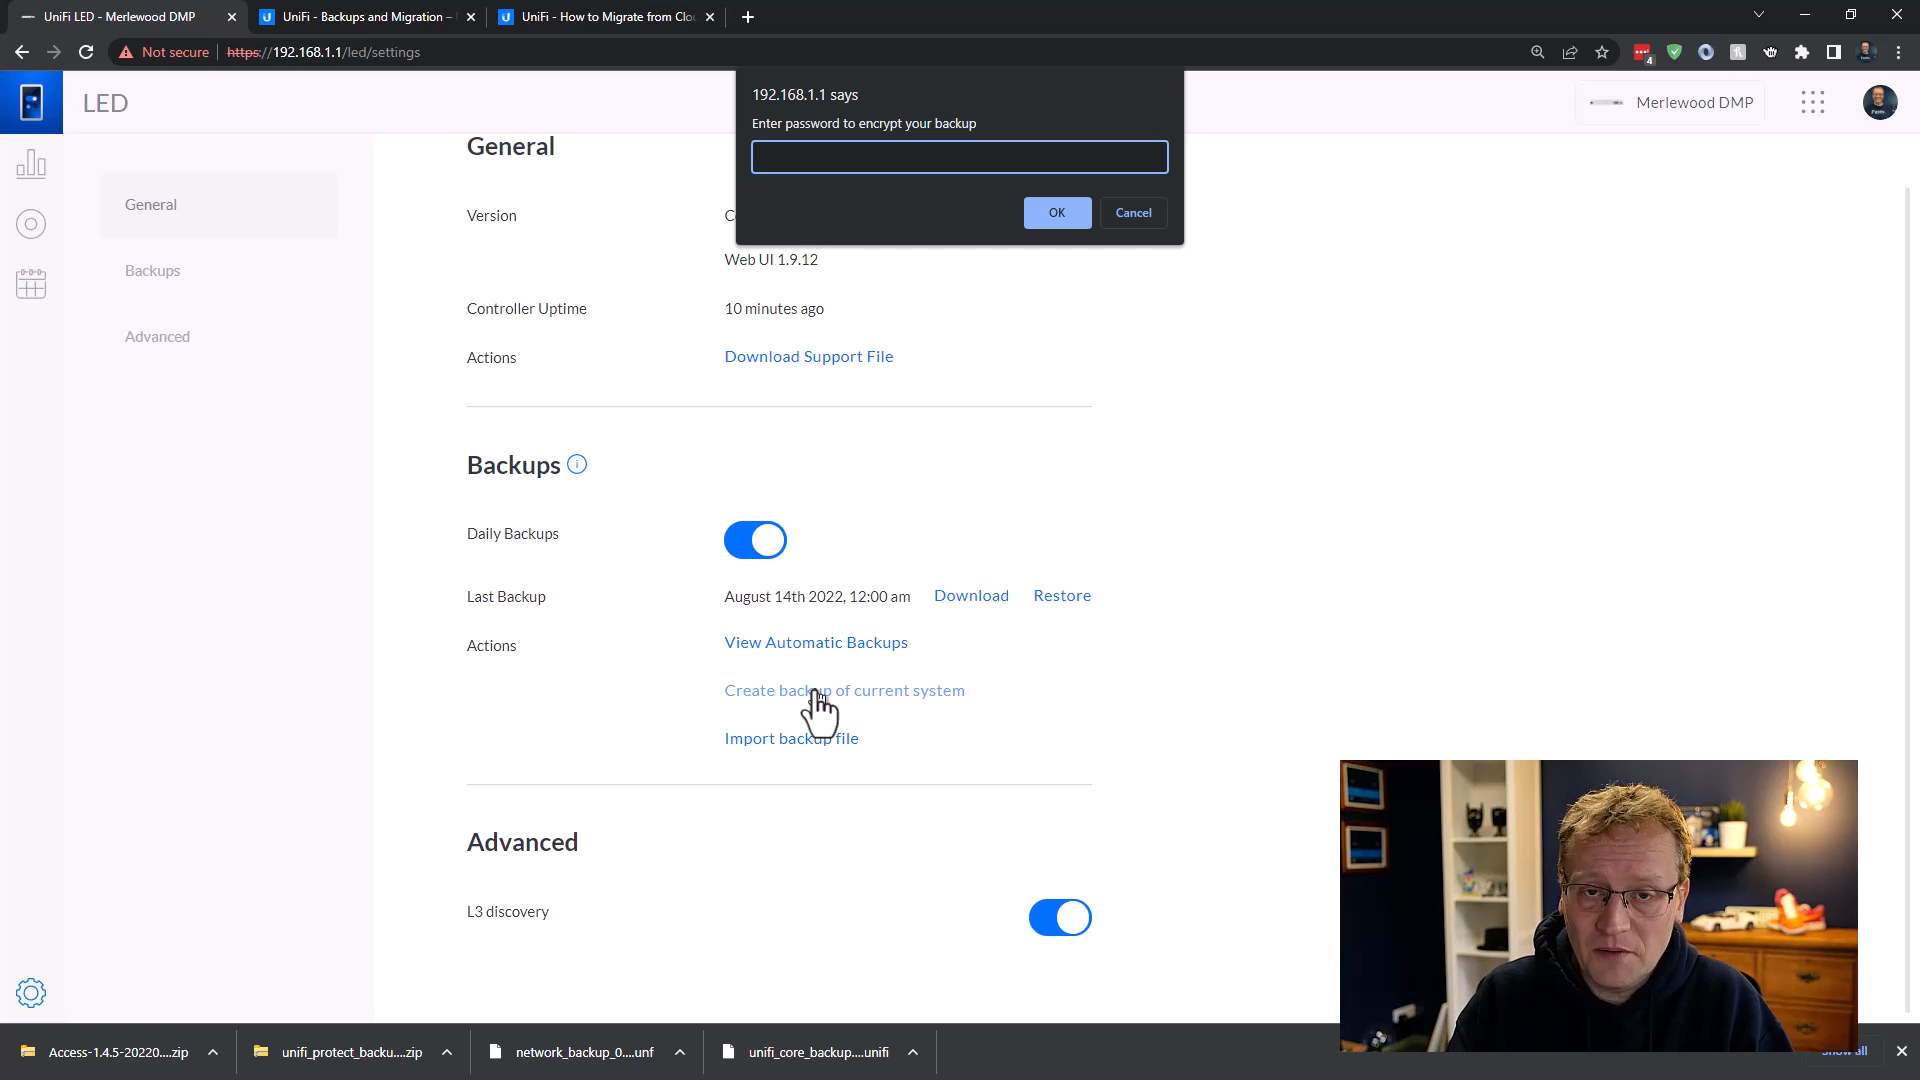 UniFi LED - Merlewood DMP
UniFi - Backups and Migration –
UniFi - How to Migrate from Clo
Not secure
https://192.168.1.1/led/settings
4
LED
Merlewood DMP
192.168.1.1 says
Enter password to encrypt your backup
OK
Cancel
General
Backups
Advanced
General
Version
Web UI 1.9.12
Controller Uptime
10 minutes ago
Actions
Download Support File
Backups
Daily Backups
Last Backup
August 14th 2022, 12:00 am
Download
Restore
Actions
View Automatic Backups
Create backup of current system
Import backup file
Advanced
L3 discovery
Access-1.4.5-20220....zip
unifi_protect_backu....zip
network_backup_0....unf
unifi_core_backup....unifi
Show all